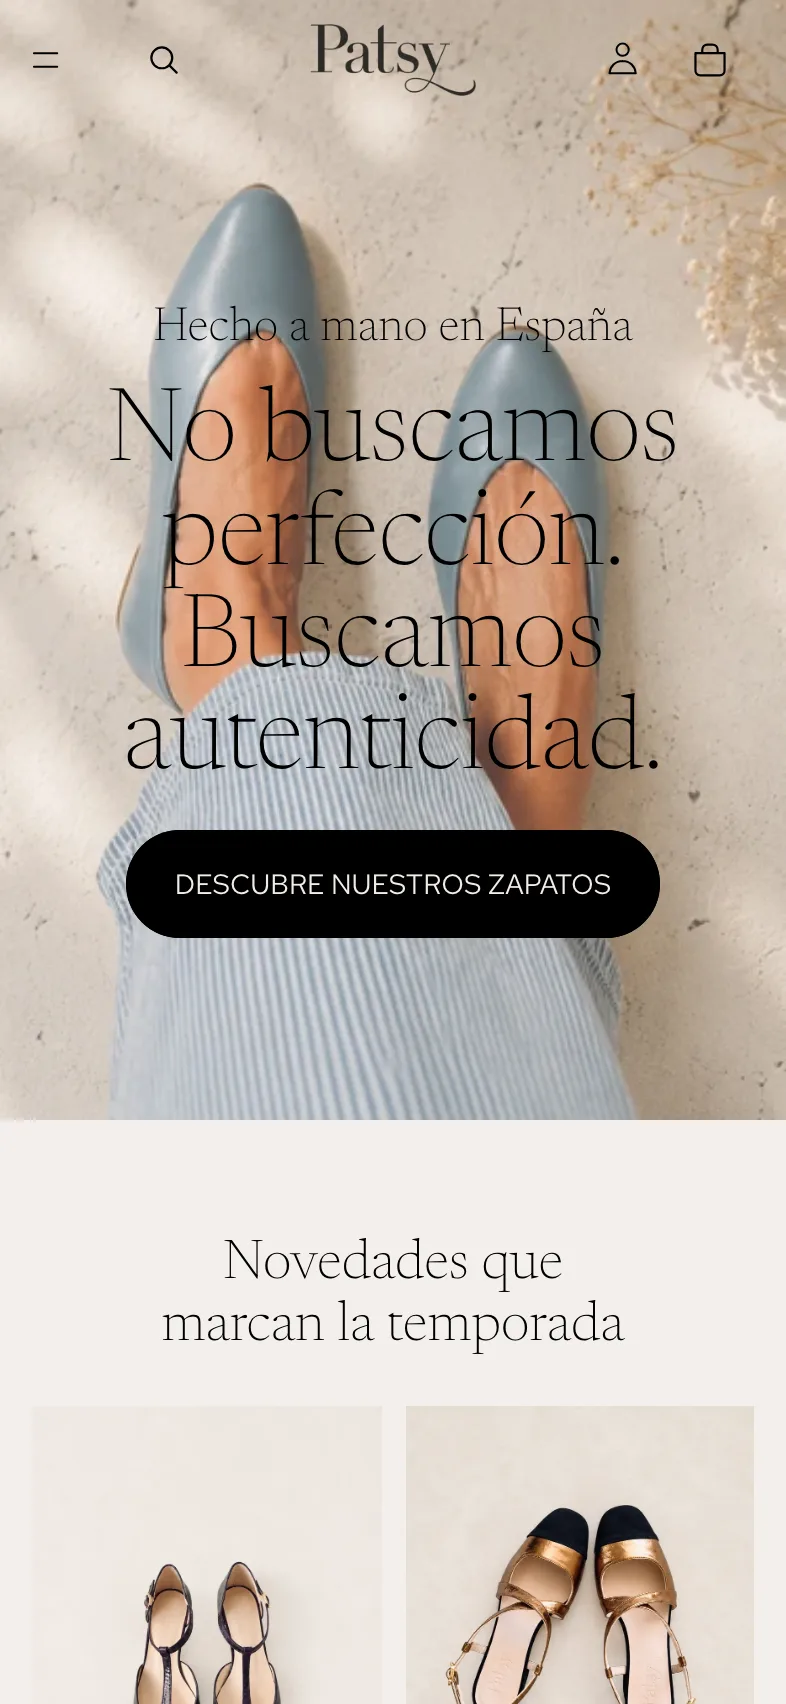 Patsy
Hecho a mano en España
No buscamos
perfección.
Buscamos
autenticidad.
DESCUBRE NUESTROS ZAPATOS
Novedades que
marcan la temporada